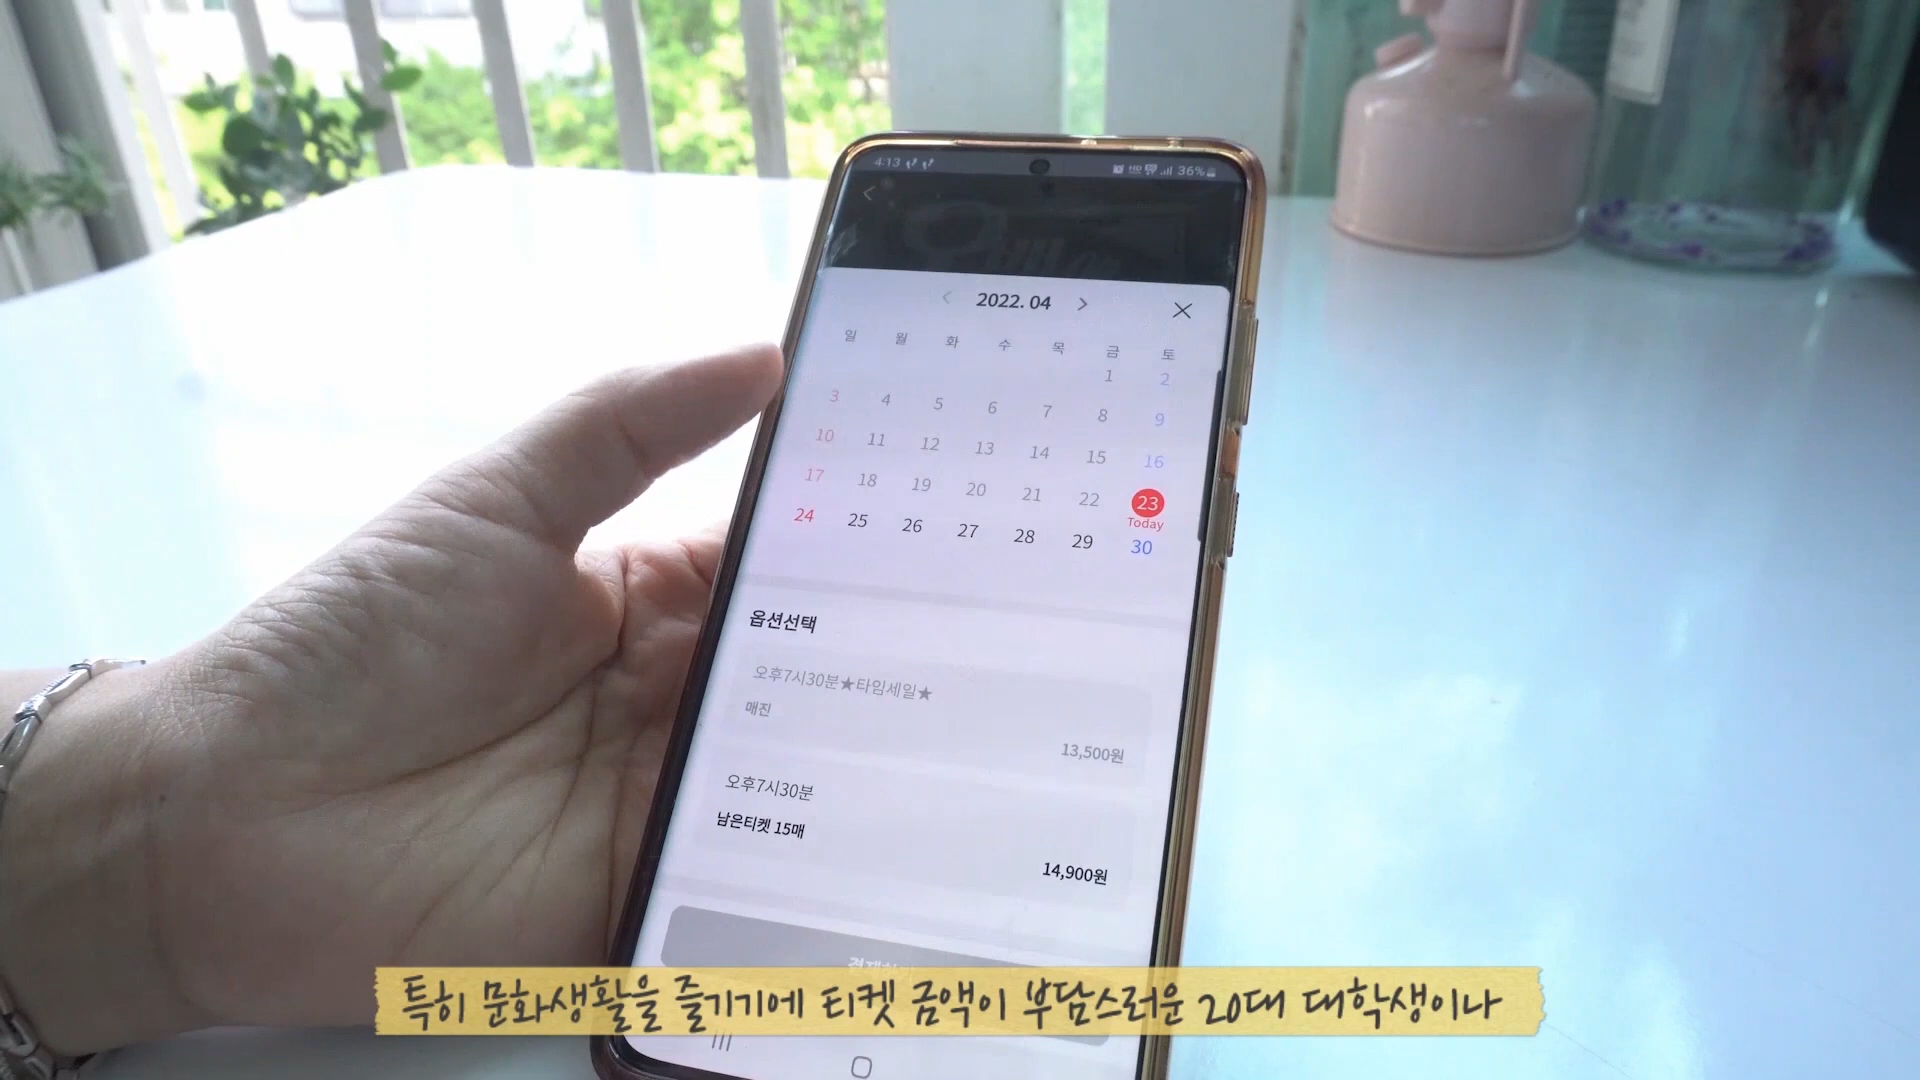 4:13
36%
2022. 04
일 월 화 수 목 금 토
1 2
3 4 5 6 7 8 9
10 11 12 13 14 15 16
17 18 19 20 21 22 23
Today
24 25 26 27 28 29 30
옵션선택
오후7시30분★타임세일★
매진
13,500원
오후7시30분
남은티켓 15매
14,900원
특히 문화생활을 즐기기에 티켓 금액이 부담스러운 20대 대학생이나